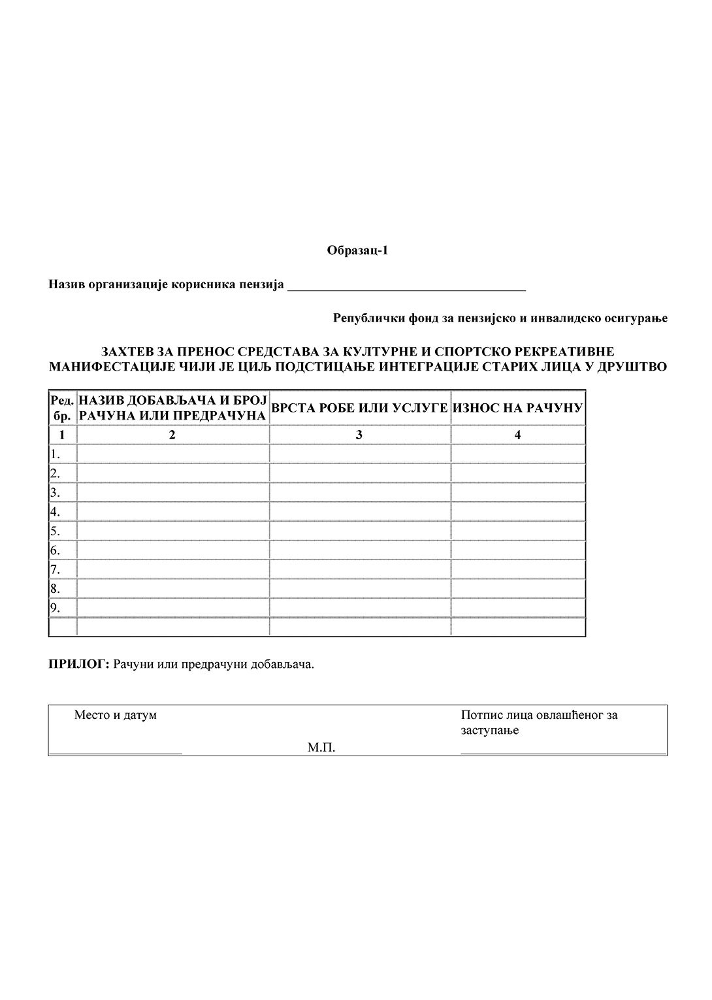 Образац-1
Назив организације корисника пензија ____________________________________
Републички фонд за пензијско и инвалидско осигурање
ЗАХТЕВ ЗА ПРЕНОС СРЕДСТАВА ЗА КУЛТУРНЕ И СПОРТСКО РЕКРЕАТИВНЕ
МАНИФЕСТАЦИЈЕ ЧИЈИ ЈЕ ЦИЉ ПОДСТИЦАЊЕ ИНТЕГРАЦИЈЕ СТАРИХ ЛИЦА У ДРУШТВО
Ред. НАЗИВ ДОБАВЉАЧА И БРОЈ ВРСТА РОБЕ ИЛИ УСЛУГЕ ИЗНОС НА РАЧУНУ
бр. РАЧУНА ИЛИ ПРЕДРАЧУНА
1 2 3 4
1.
2.
3.
4.
5.
6.
7.
8.
9.
ПРИЛОГ: Рачуни или предрачуни добављача.
Место и датум Потпис лица овлашћеног за
заступање
____________________ М.П. _______________________________